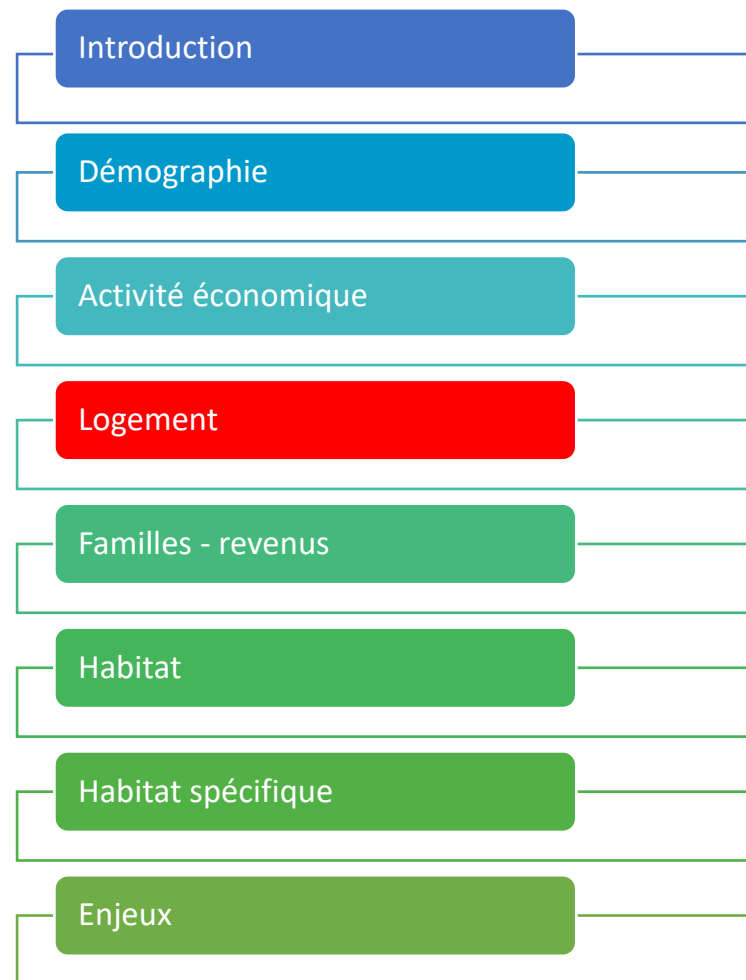 Introduction
Démographie
Activité économique
Logement
Familles - revenus
Habitat
Habitat spécifique
Enjeux